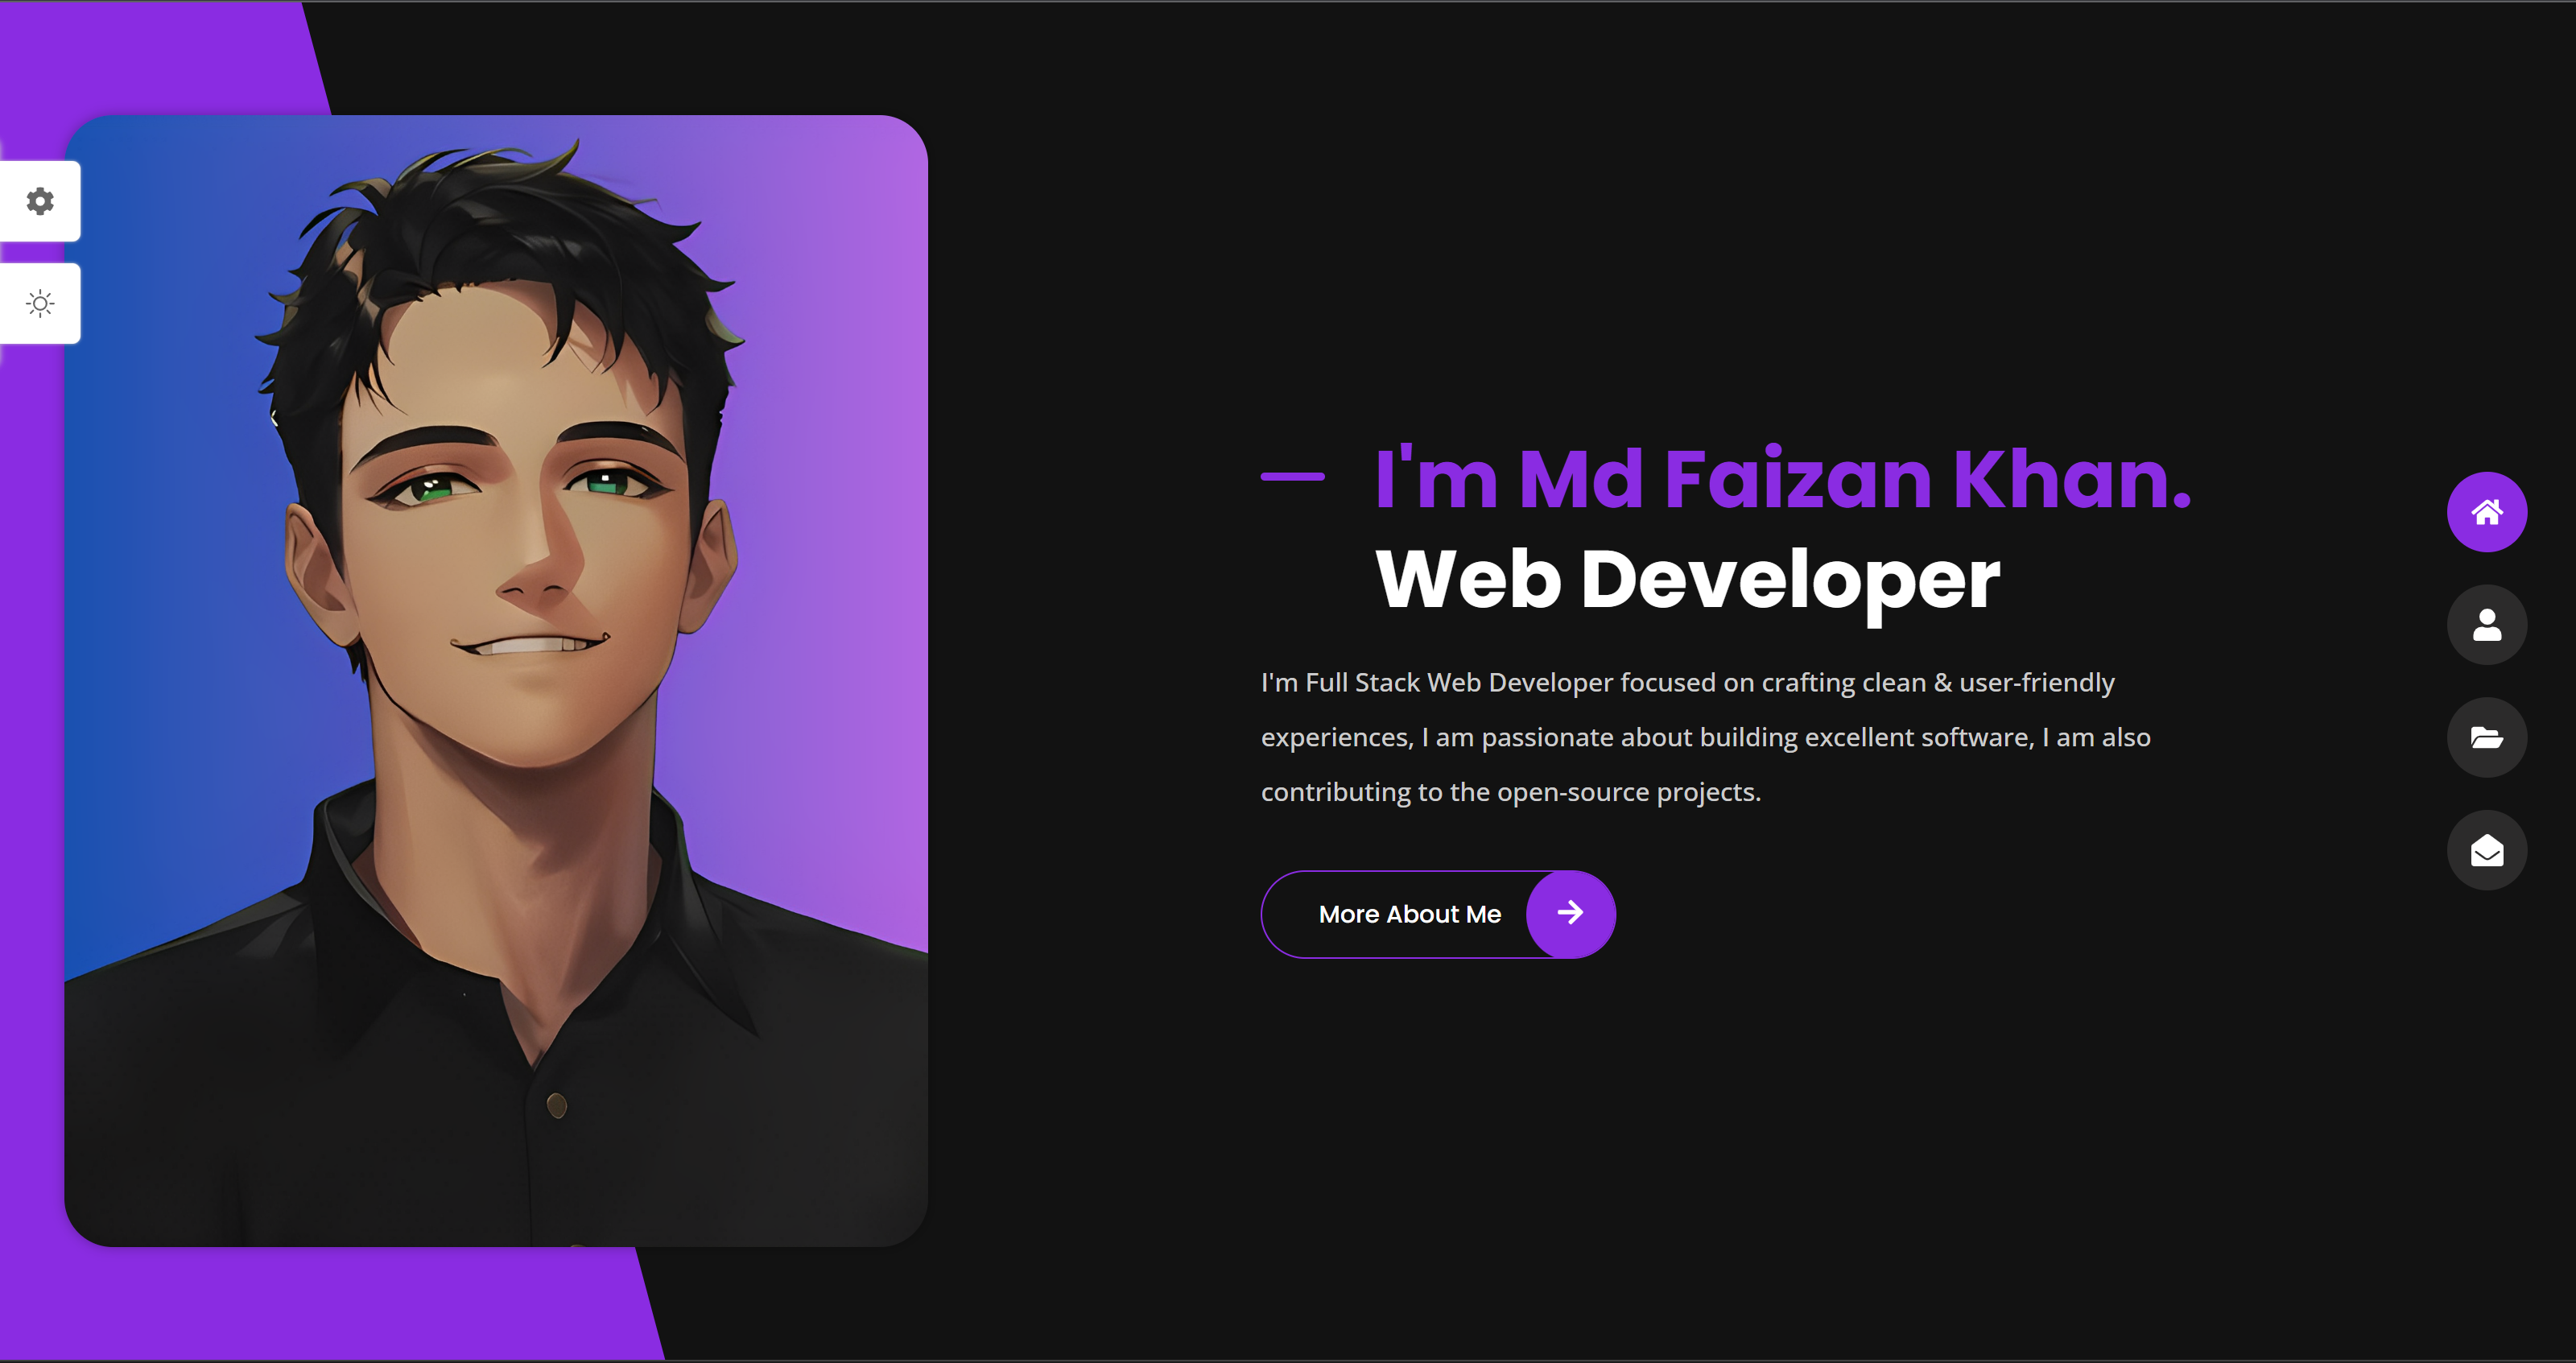 I'm Md Faizan Khan.
Web Developer
I'm Full Stack Web Developer focused on crafting clean & user-friendly
experiences, I am passionate about building excellent software, I am also
contributing to the open-source projects.
More About Me